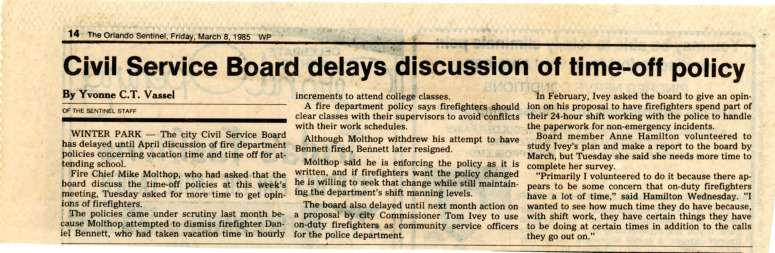 14 The Orlando Sentinel, Friday, March 8, 1985 WP
Civil Service Board delays discussion of time-off policy
By Yvonne C.T. Vassel
OF THE SENTINEL STAFF
WINTER PARK — The city Civil Service Board
has delayed until April discussion of fire department
policies concerning vacation time and time off for at-
tending school.
Fire Chief Mike Molthop, who had asked that the
board discuss the time-off policies at this week's
meeting, Tuesday asked for more time to get opin-
ions of firefighters.
The policies came under scrutiny last month be-
cause Molthop attempted to dismiss firefighter Dan-
iel Bennett, who had taken vacation time in hourly
increments to attend college classes.
A fire department policy says firefighters should
clear classes with their supervisors to avoid conflicts
with their work schedules.
Although Molthop withdrew his attempt to have
Bennett fired, Bennett later resigned.
Molthop said he is enforcing the policy as it is
written, and if firefighters want the policy changed
he is willing to seek that change while still maintain-
ing the department's shift manning levels.
The board also delayed until next month action on
a proposal by city Commissioner Tom Ivey to use
on-duty firefighters as community service officers
for the police department.
In February, Ivey asked the board to give an opin-
ion on his proposal to have firefighters spend part of
their 24-hour shift working with the police to handle
the paperwork for non-emergency incidents.
Board member Anne Hamilton volunteered to
study Ivey's plan and make a report to the board by
March, but Tuesday she said she needs more time to
complete her survey.
"Primarily I volunteered to do it because there ap-
pears to be some concern that on-duty firefighters
have a lot of time," said Hamilton Wednesday. "I
wanted to see how much time they do have because,
with shift work, they have certain things they have
to be doing at certain times in addition to the calls
they go out on."